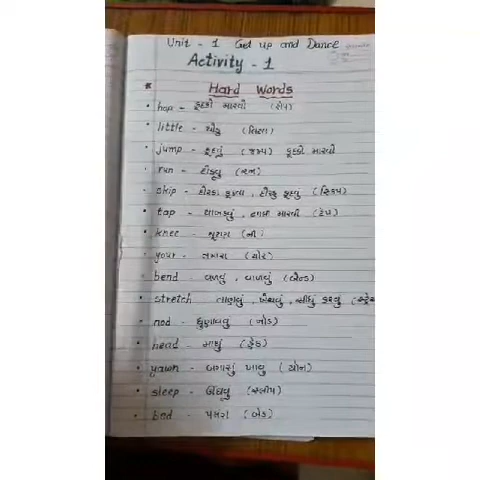 Unit - 1 Get up and Dance
Activity - 1
* Hard Words
• hop - કૂદકો મારવો (હોપ)
• little - થોડુ (લિટલ)
• jump - કૂદવું (જમ્પ) કૂદકો મારવો
• run - દોડવુ (રન)
• skip - દોરડા કૂદવા, દોરડુ કૂદવુ (સ્કિપ)
• tap - થાબડવું, ટપલી મારવી (ટેપ)
• knee - ઘૂંટણ (ની)
• your - તમારા (યોર)
• bend - વળવું, વાળવું (બેન્ડ)
• stretch તાણવું, ખેંચવું, સીધું કરવું
• nod - ધુણાવવુ (નોડ)
• head - માથું (હેડ)
• yawn - બગાસું ખાવુ (યોન)
• sleep - ઊંઘવુ (સ્લીપ)
• bed - (બેડ)